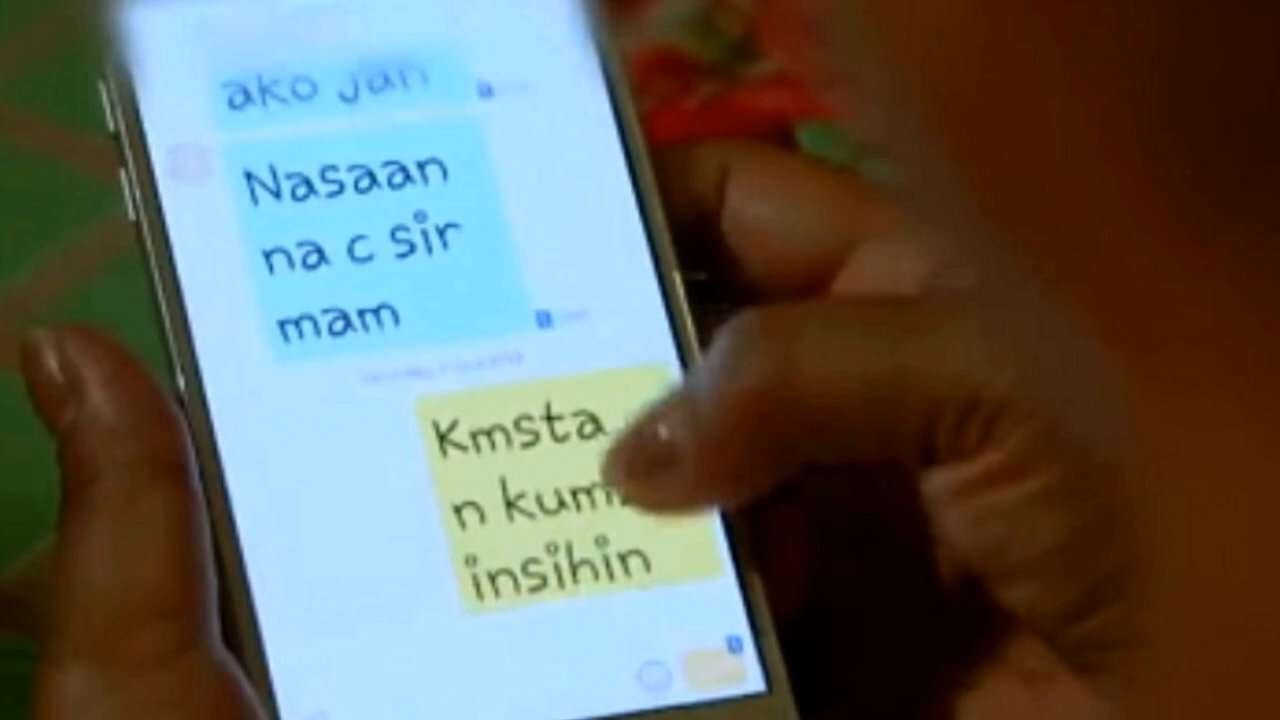 ako jan
Nasaan
na c sir
mam
Kmsta
n
insihin